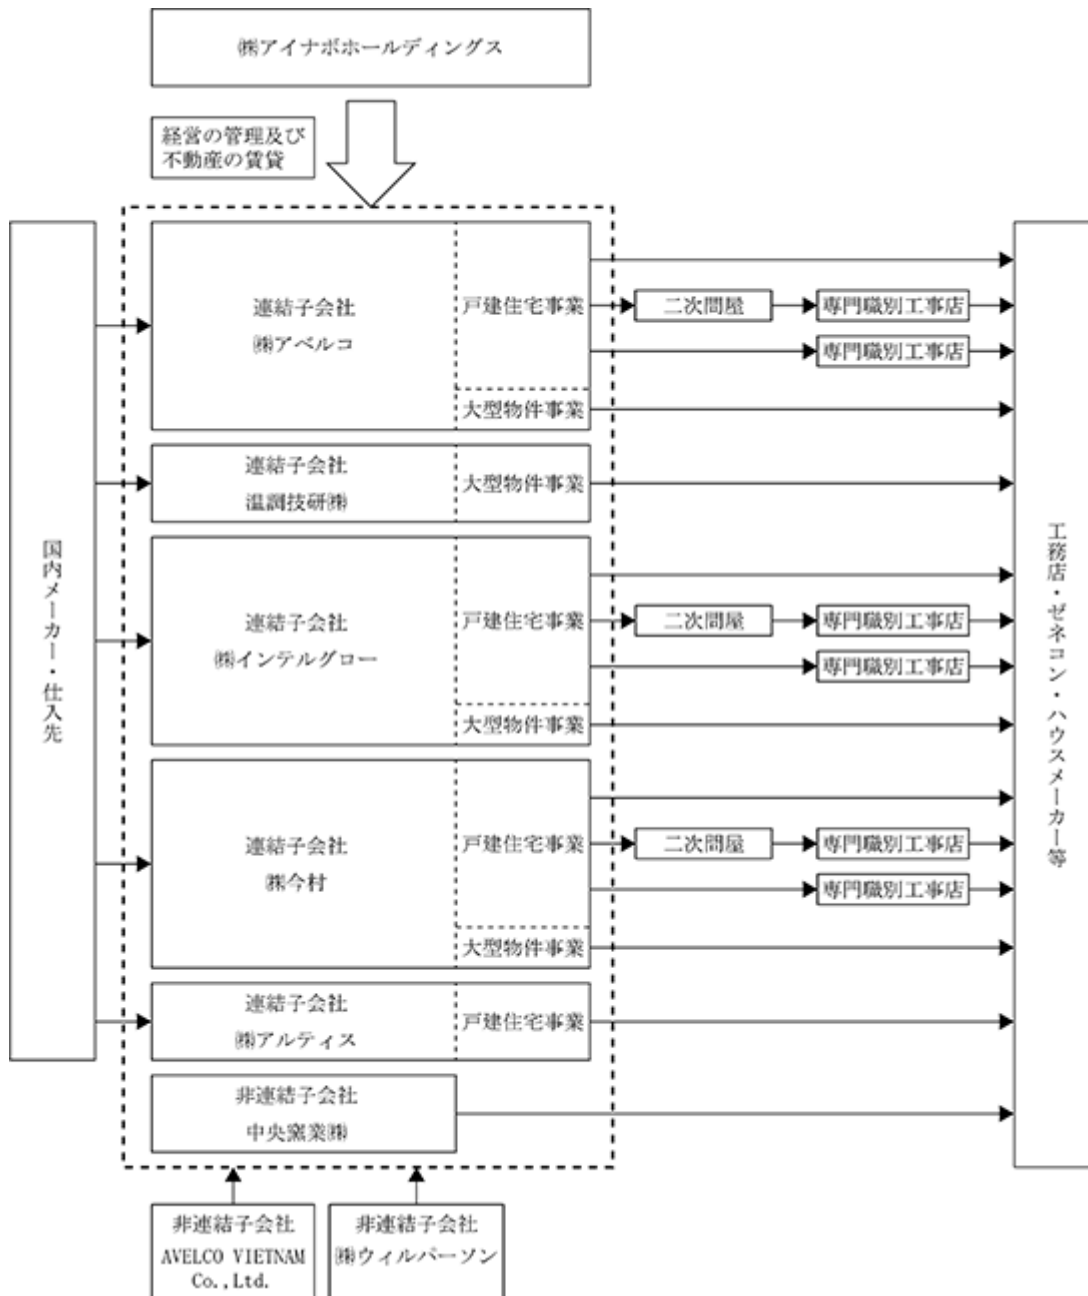 ㈱アイナボホールディングス
経営の管理及び
不動産の賃貸
国内メーカー・仕入先
連結子会社
㈱アベルコ
戸建住宅事業
大型物件事業
二次問屋
専門職別工事店
専門職別工事店
連結子会社
温調技研㈱
大型物件事業
連結子会社
㈱インテルグロー
戸建住宅事業
大型物件事業
二次問屋
専門職別工事店
専門職別工事店
連結子会社
㈱今村
戸建住宅事業
大型物件事業
二次問屋
専門職別工事店
専門職別工事店
連結子会社
㈱アルティス
戸建住宅事業
非連結子会社
中央窯業㈱
工務店・ゼネコン・ハウスメーカー等
非連結子会社
AVELCO VIETNAM
Co.,Ltd.
非連結子会社
㈱ウィルパーソン